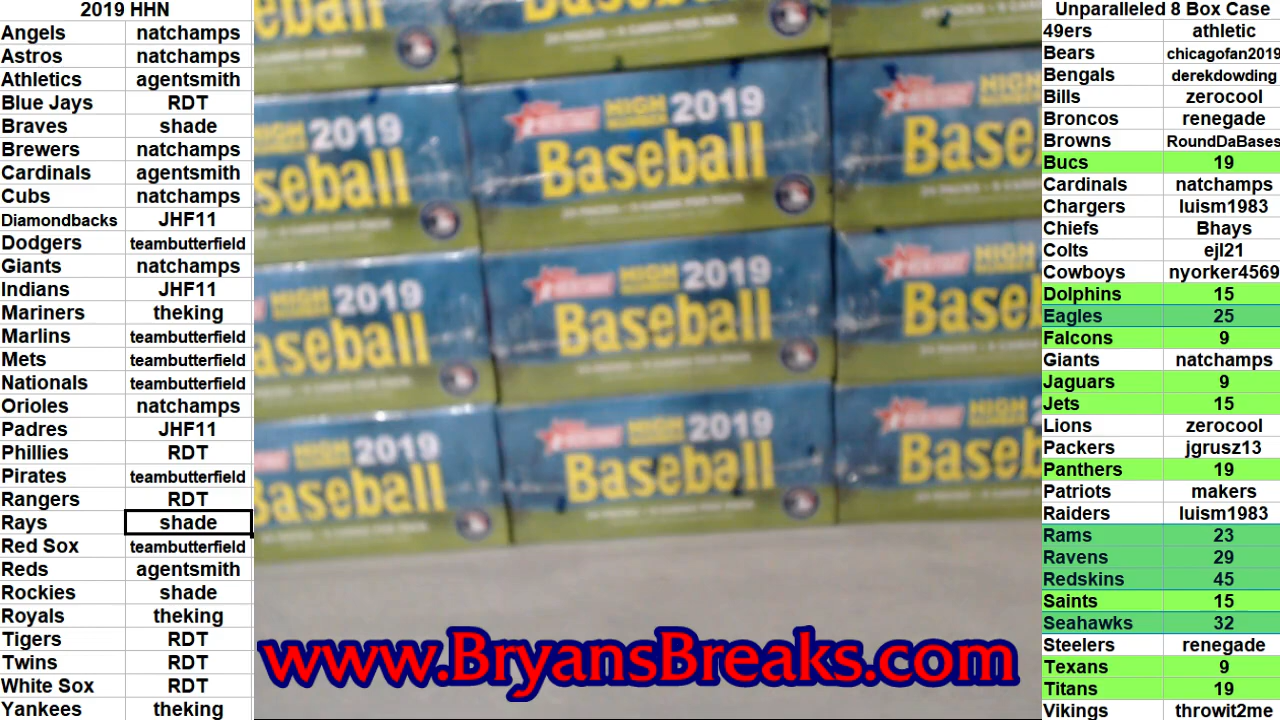 2019 HHN
Angels natchamps
Astros natchamps
Athletics agentsmith
Blue Jays RDT
Braves shade
Brewers natchamps
Cardinals agentsmith
Cubs natchamps
Diamondbacks JHF11
Dodgers teambutterfield
Giants natchamps
Indians JHF11
Mariners theking
Marlins teambutterfield
Mets teambutterfield
Nationals teambutterfield
Orioles natchamps
Padres JHF11
Phillies RDT
Pirates teambutterfield
Rangers RDT
Rays shade
Red Sox teambutterfield
Reds agentsmith
Rockies shade
Royals theking
Tigers RDT
Twins RDT
White Sox RDT
Yankees theking
HIGH NUMBER 2019
Baseball
HIGH NUMBER 2019
Baseball
HIGH NUMBER 2019
Baseball
www.BryansBreaks.com
Unparalleled 8 Box Case
49ers athletic
Bears chicagofan2019
Bengals derekdowding
Bills zerocool
Broncos renegade
Browns RoundDaBases
Bucs 19
Cardinals natchamps
Chargers luism1983
Chiefs Bhays
Colts ejl21
Cowboys nyorker4569
Dolphins 15
Eagles 25
Falcons 9
Giants natchamps
Jaguars 9
Jets 15
Lions zerocool
Packers jgrusz13
Panthers 19
Patriots makers
Raiders luism1983
Rams 23
Ravens 29
Redskins 45
Saints 15
Seahawks 32
Steelers renegade
Texans 9
Titans 19
Vikings throwit2me